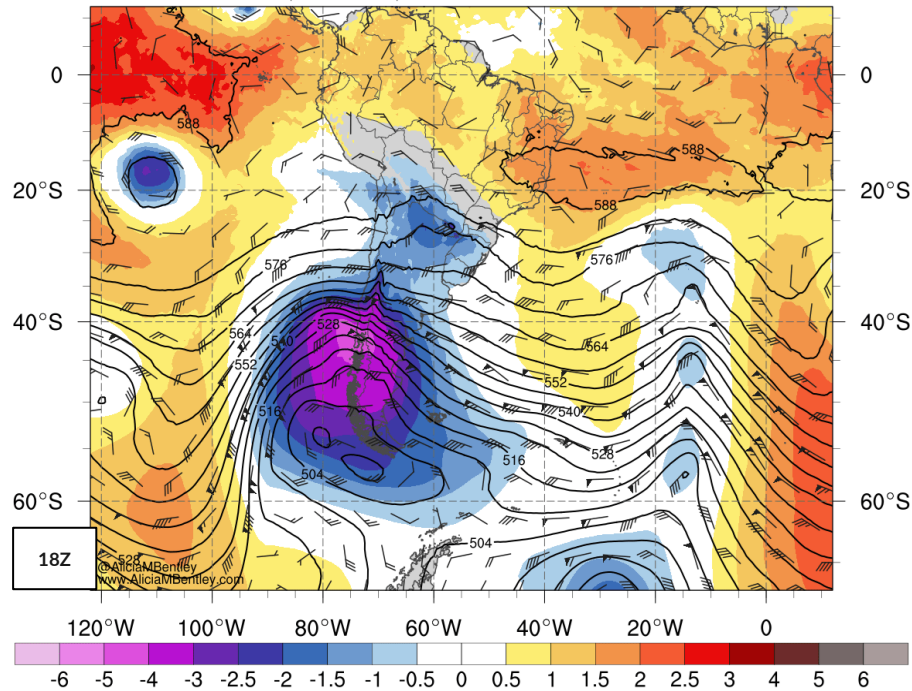 0 0
588
588
20°S 20°S
588
576 576
40°S 528 40°S
564 540 564
552 552
516 540
528
504 516
60°S 60°S
504
18Z
528
@AliciaMBentley
www.AliciaMBentley.com
120°W 100°W 80°W 60°W 40°W 20°W 0
-6 -5 -4 -3 -2.5 -2 -1.5 -1 -0.5 0 0.5 1 1.5 2 2.5 3 4 5 6